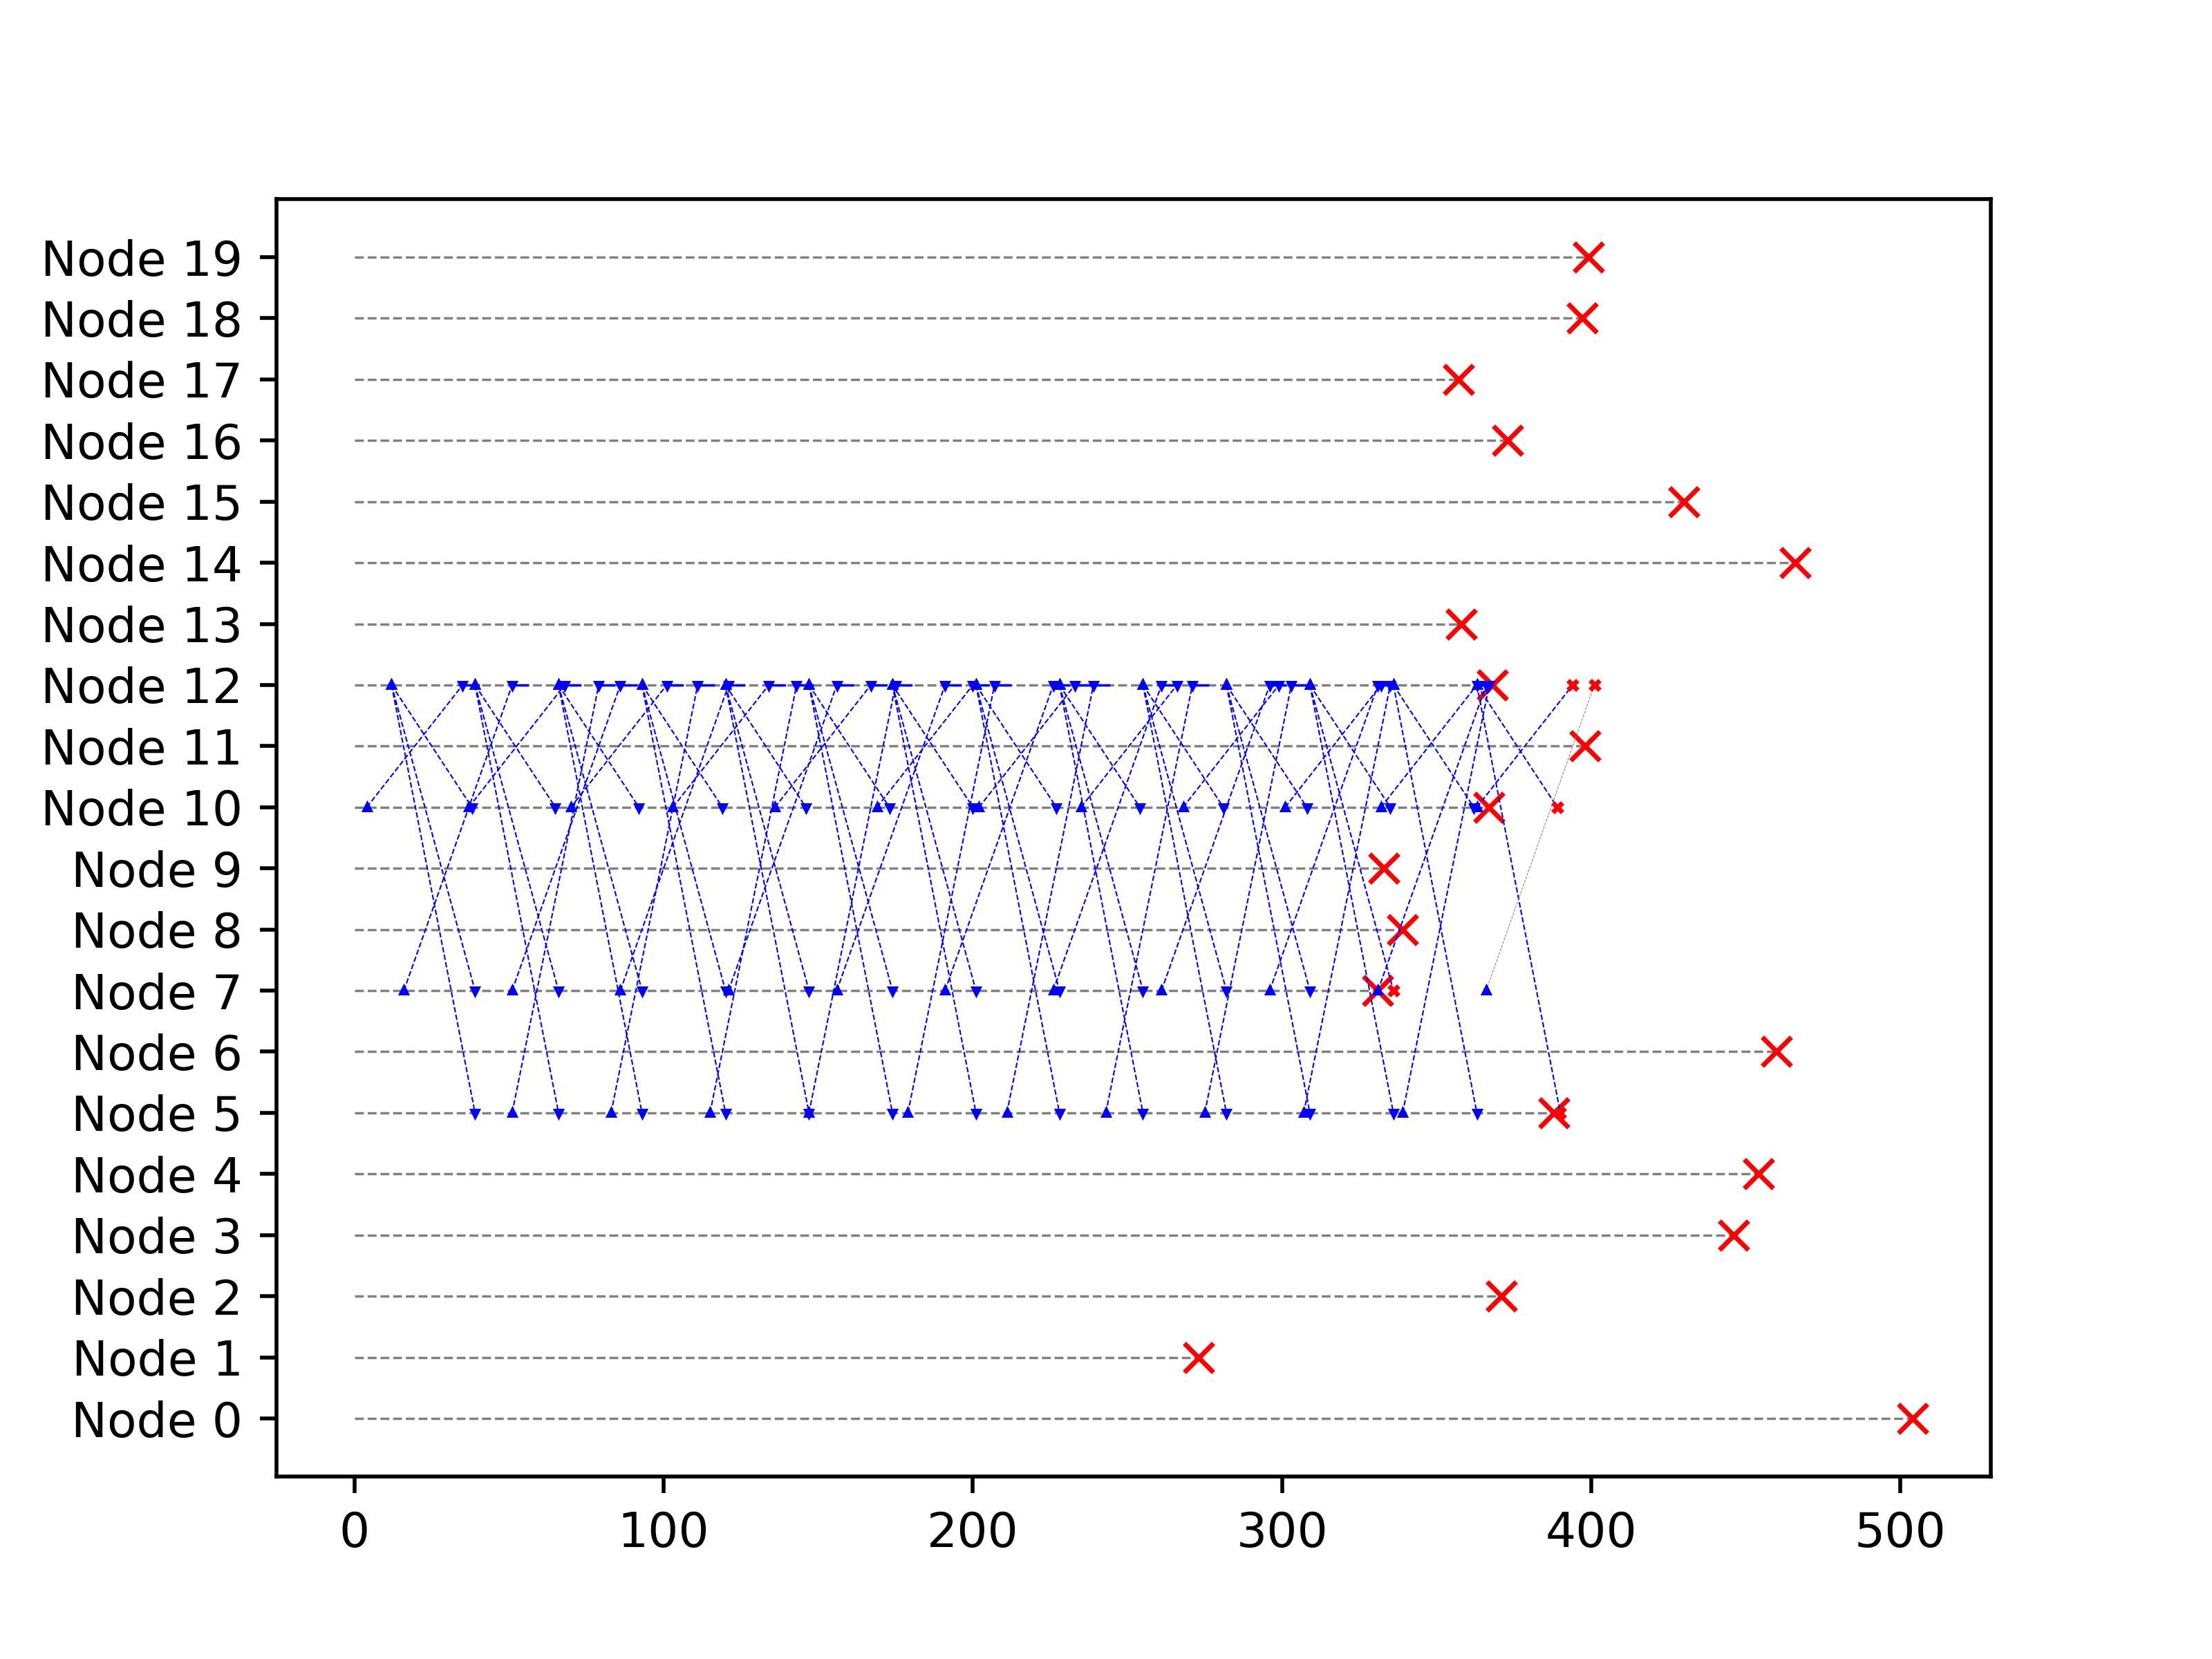 Node 19
Node 18
Node 17
Node 16
Node 15
Node 14
Node 13
Node 12
Node 11
Node 10
Node 9
Node 8
Node 7
Node 6
Node 5
Node 4
Node 3
Node 2
Node 1
Node 0
0 100 200 300 400 500